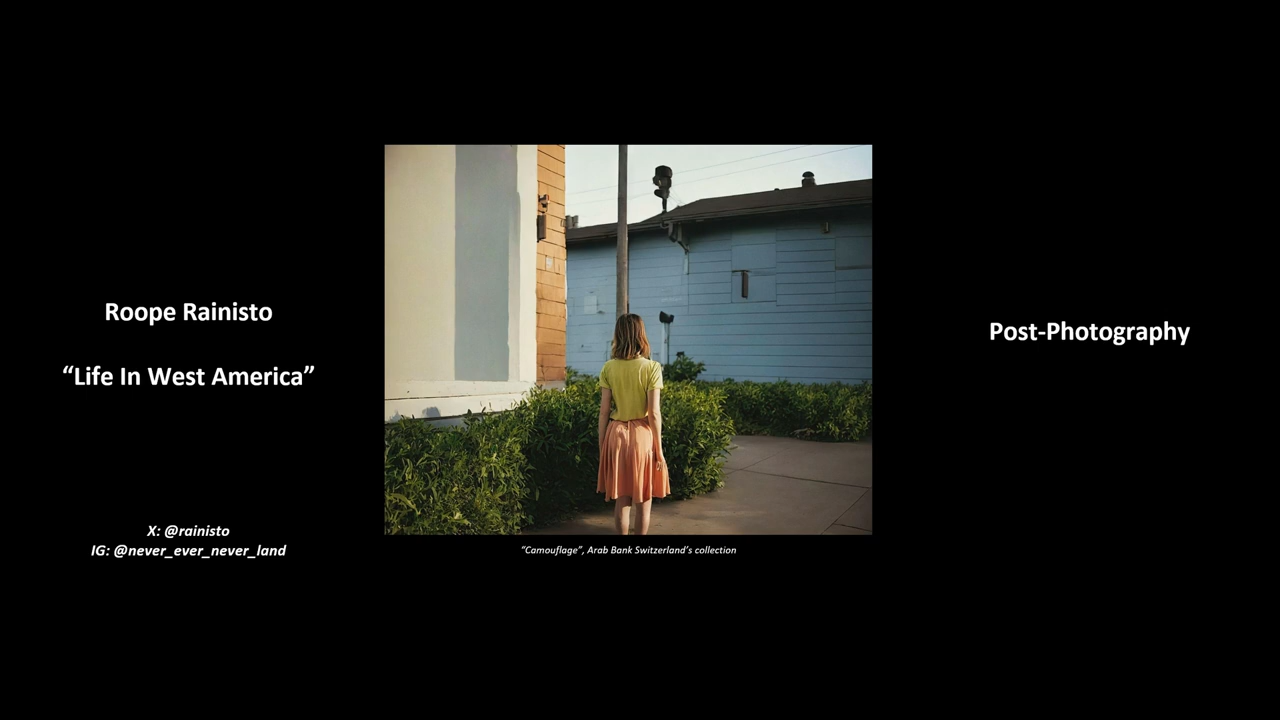 Roope Rainisto
“Life In West America”
X: @rainisto
IG: @never_ever_never_land
“Camouflage”, Arab Bank Switzerland’s collection
Post-Photography